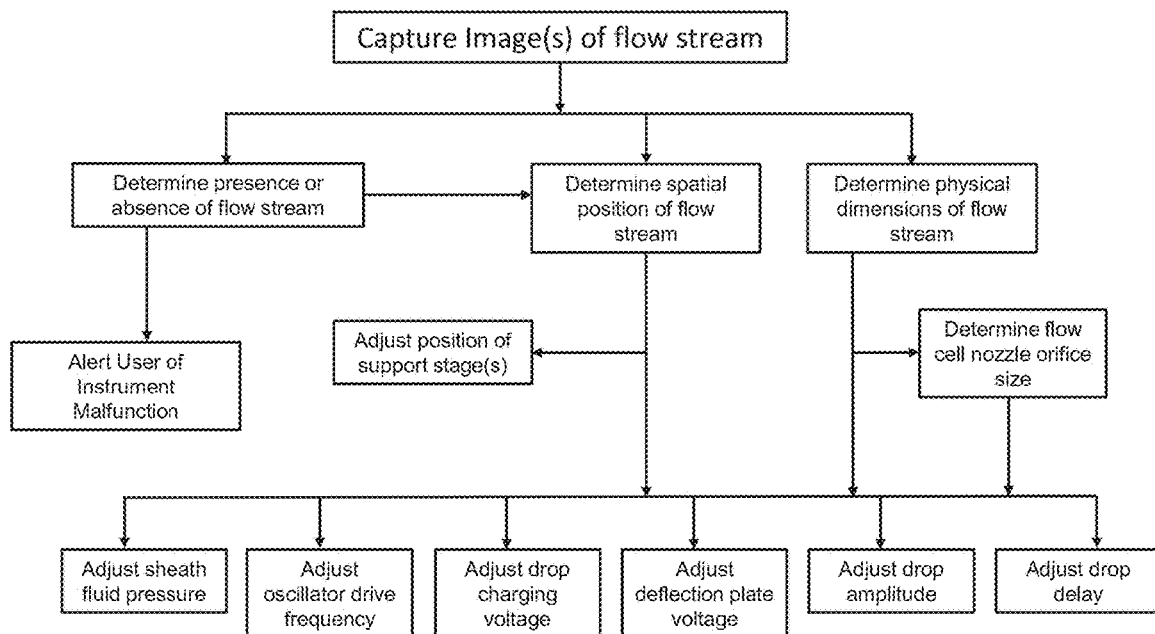 Capture Image(s) of flow stream
Determine presence or
absence of flow stream
Determine spatial
position of flow
stream
Determine physical
dimensions of flow
stream
Alert User of
Instrument
Malfunction
Adjust position of
support stage(s)
Determine flow
cell nozzle orifice
size
Adjust sheath
fluid pressure
Adjust
oscillator drive
frequency
Adjust drop
charging
voltage
Adjust
deflection plate
voltage
Adjust drop
amplitude
Adjust drop
delay